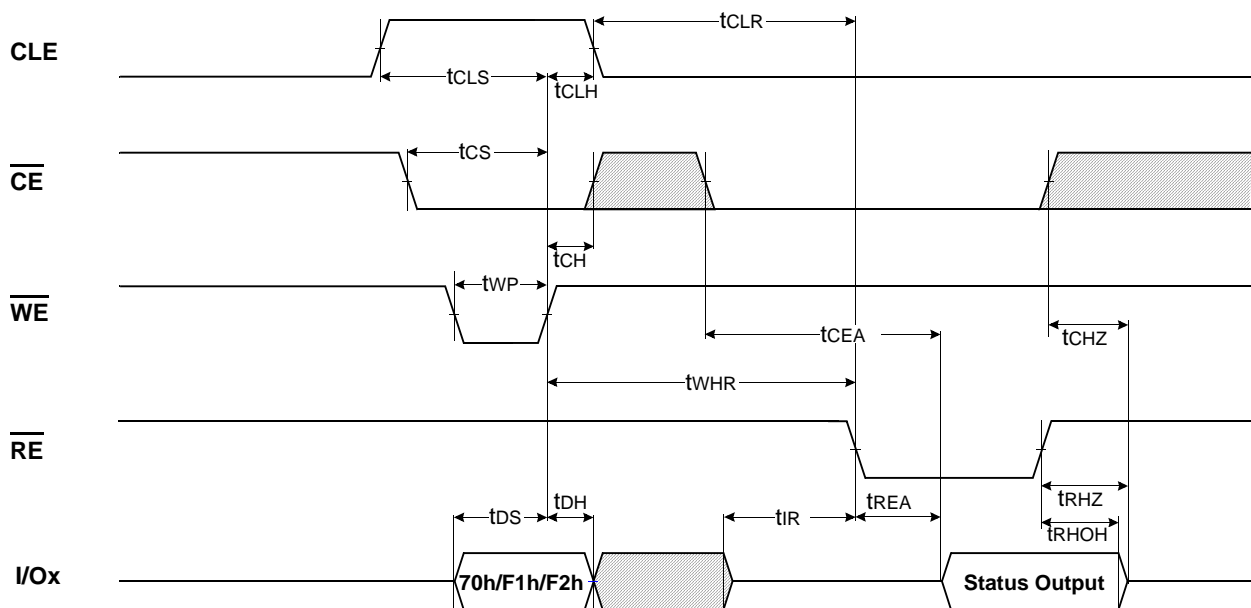 tCLR
CLE
tCLS
tCLH
tCS
CE
tCH
tWP
WE
tCEA
tCHZ
tWHR
RE
tDH
tRHZ
tDS
tIR
tREA
tRHOH
I/Ox
70h/F1h/F2h
Status Output